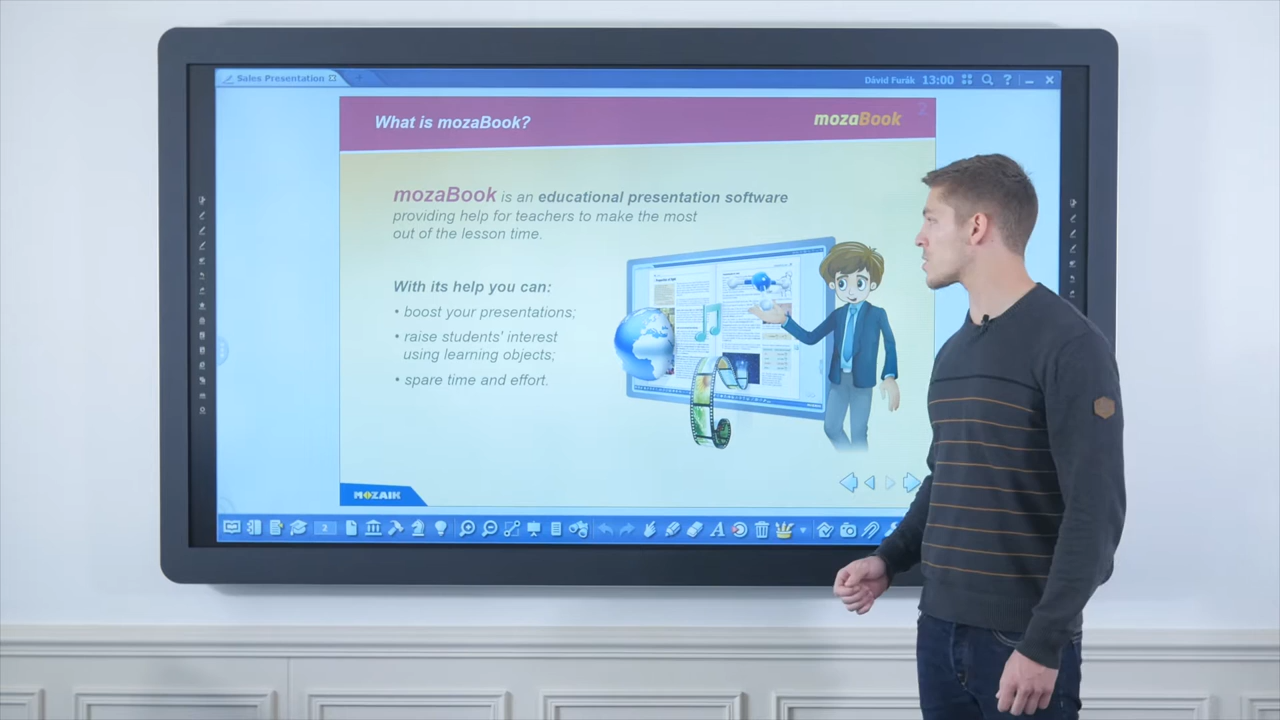 Sales Presentation
Dávid Furák 13:00 ?
What is mozaBook?
mozaBook
2
mozaBook is an educational presentation software
providing help for teachers to make the most
out of the lesson time.
With its help you can:
• boost your presentations;
• raise students' interest
using learning objects;
• spare time and effort.
MOZAIK
2
A